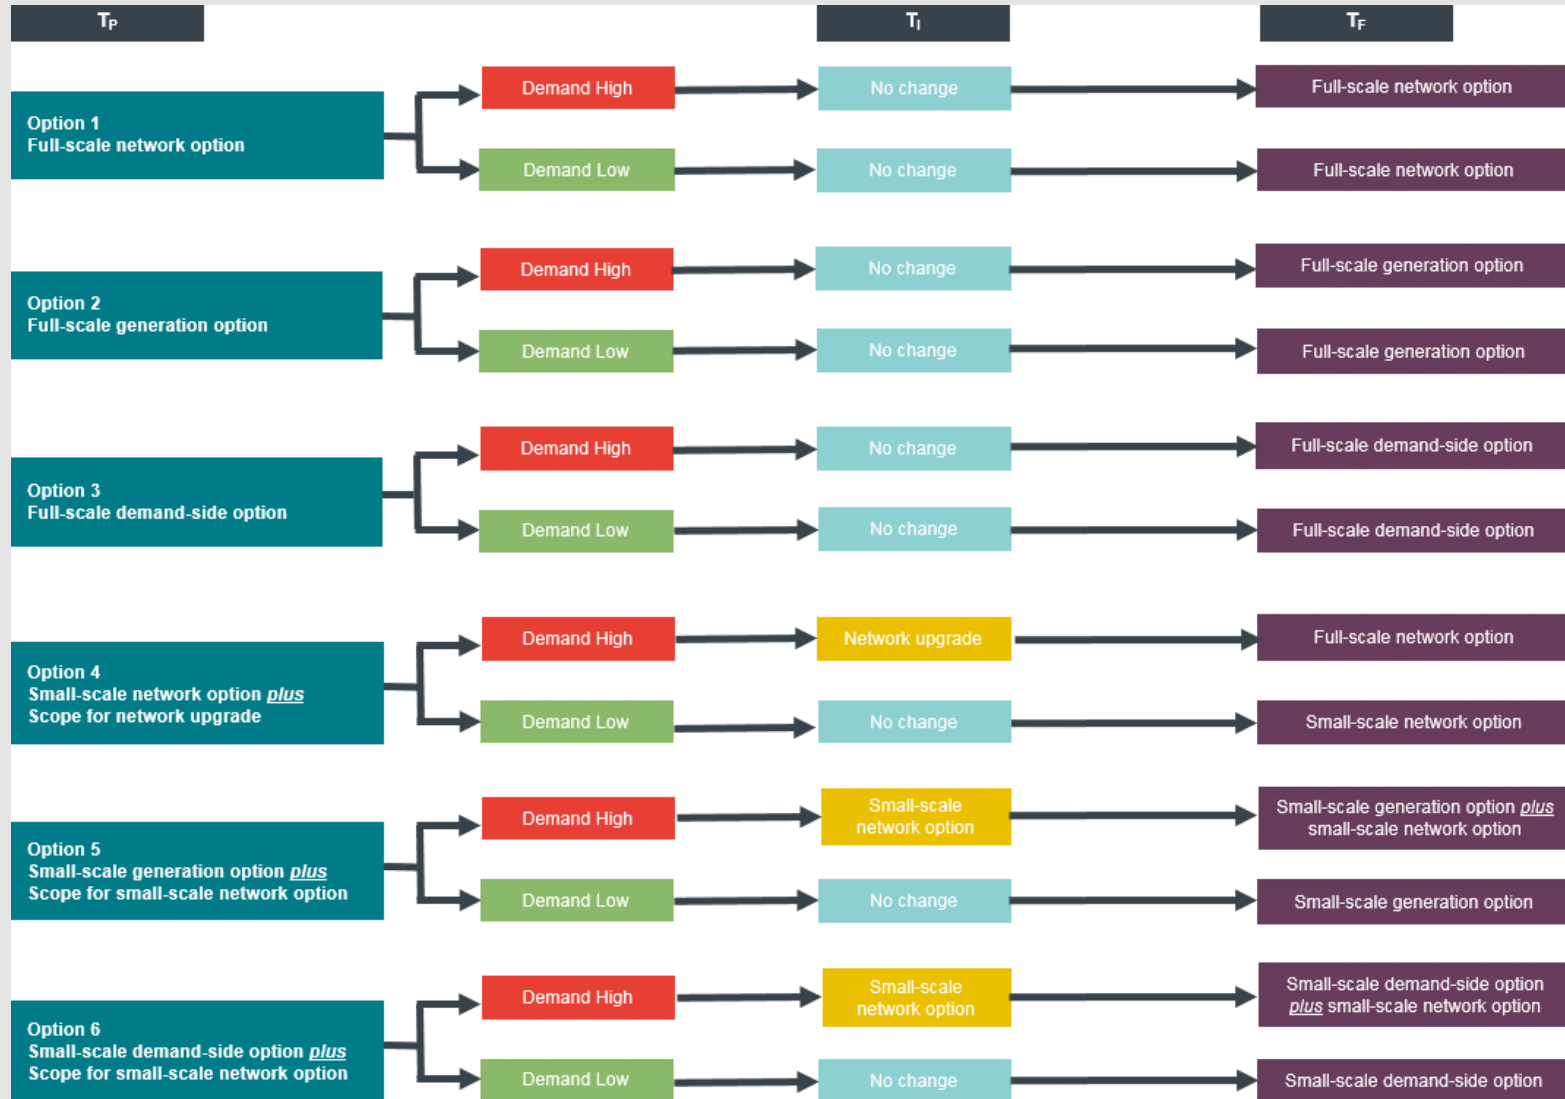 TP
TI
TF
Option 1
Full-scale network option
Demand High
No change
Full-scale network option
Demand Low
No change
Full-scale network option
Option 2
Full-scale generation option
Demand High
No change
Full-scale generation option
Demand Low
No change
Full-scale generation option
Option 3
Full-scale demand-side option
Demand High
No change
Full-scale demand-side option
Demand Low
No change
Full-scale demand-side option
Option 4
Small-scale network option plus
Scope for network upgrade
Demand High
Network upgrade
Full-scale network option
Demand Low
No change
Small-scale network option
Option 5
Small-scale generation option plus
Scope for small-scale network option
Demand High
Small-scale
network option
Small-scale generation option plus
small-scale network option
Demand Low
No change
Small-scale generation option
Option 6
Small-scale demand-side option plus
Scope for small-scale network option
Demand High
Small-scale
network option
Small-scale demand-side option
plus small-scale network option
Demand Low
No change
Small-scale demand-side option